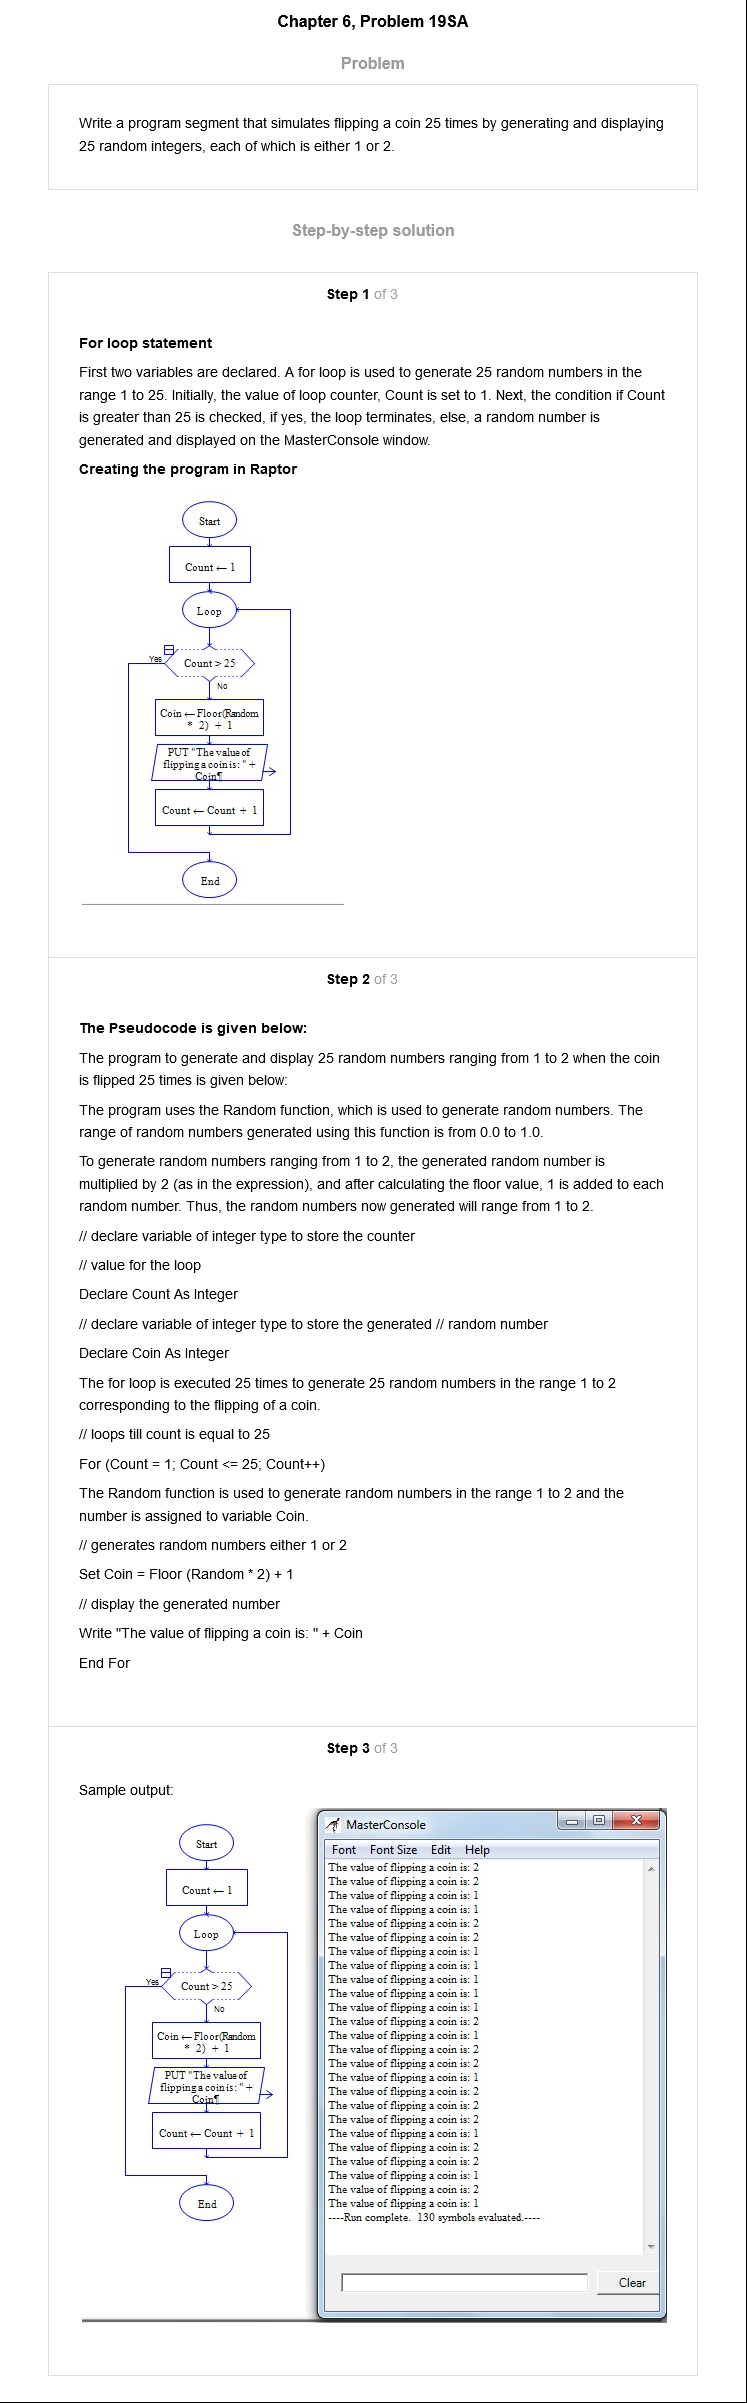 Chapter 6, Problem 19SA
Problem
Write a program segment that simulates flipping a coin 25 times by generating and displaying
25 random integers, each of which is either 1 or 2.
Step-by-step solution
Step 1 of 3
For loop statement
First two variables are declared. A for loop is used to generate 25 random numbers in the
range 1 to 25. Initially, the value of loop counter, Count is set to 1. Next, the condition if Count
is greater than 25 is checked, if yes, the loop terminates, else, a random number is
generated and displayed on the MasterConsole window.
Creating the program in Raptor
Start
Count ← 1
Loop
Yes
Count > 25
No
Coin ← Floor(Random
* 2) + 1
PUT "The value of
flipping a coin is: " +
Coin¶
Count ← Count + 1
End
Step 2 of 3
The Pseudocode is given below:
The program to generate and display 25 random numbers ranging from 1 to 2 when the coin
is flipped 25 times is given below:
The program uses the Random function, which is used to generate random numbers. The
range of random numbers generated using this function is from 0.0 to 1.0.
To generate random numbers ranging from 1 to 2, the generated random number is
multiplied by 2 (as in the expression), and after calculating the floor value, 1 is added to each
random number. Thus, the random numbers now generated will range from 1 to 2.
// declare variable of integer type to store the counter
// value for the loop
Declare Count As Integer
// declare variable of integer type to store the generated // random number
Declare Coin As Integer
The for loop is executed 25 times to generate 25 random numbers in the range 1 to 2
corresponding to the flipping of a coin.
// loops till count is equal to 25
For (Count = 1; Count <= 25; Count++)
The Random function is used to generate random numbers in the range 1 to 2 and the
number is assigned to variable Coin.
// generates random numbers either 1 or 2
Set Coin = Floor (Random * 2) + 1
// display the generated number
Write "The value of flipping a coin is: " + Coin
End For
Step 3 of 3
Sample output:
Start
Count ← 1
Loop
Yes
Count > 25
No
Coin ← Floor(Random
* 2) + 1
PUT "The value of
flipping a coin is: " +
Coin¶
Count ← Count + 1
End
MasterConsole
Font Font Size Edit Help
The value of flipping a coin is: 2
The value of flipping a coin is: 2
The value of flipping a coin is: 1
The value of flipping a coin is: 1
The value of flipping a coin is: 2
The value of flipping a coin is: 2
The value of flipping a coin is: 1
The value of flipping a coin is: 1
The value of flipping a coin is: 1
The value of flipping a coin is: 1
The value of flipping a coin is: 1
The value of flipping a coin is: 2
The value of flipping a coin is: 1
The value of flipping a coin is: 2
The value of flipping a coin is: 2
The value of flipping a coin is: 1
The value of flipping a coin is: 2
The value of flipping a coin is: 2
The value of flipping a coin is: 2
The value of flipping a coin is: 1
The value of flipping a coin is: 2
The value of flipping a coin is: 2
The value of flipping a coin is: 1
The value of flipping a coin is: 2
The value of flipping a coin is: 1
----Run complete. 130 symbols evaluated.----
Clear